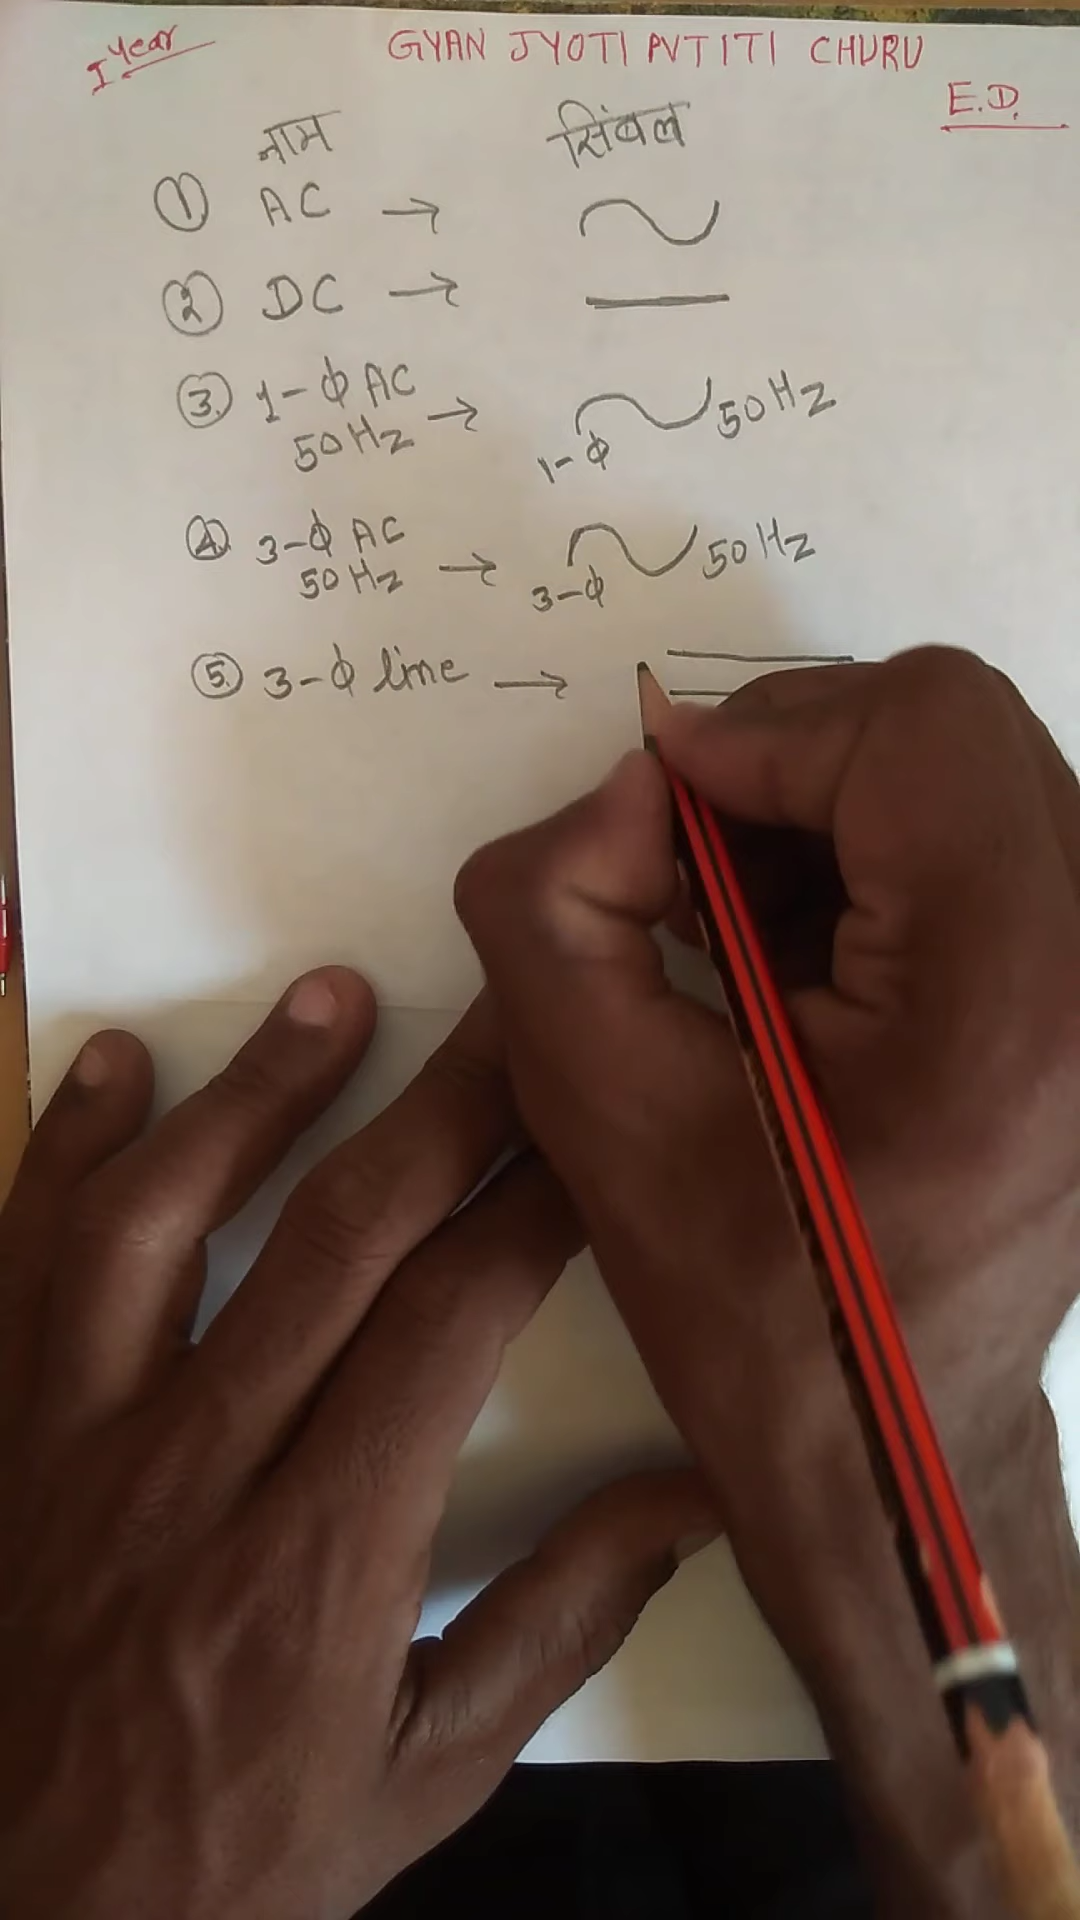 I Year
GYAN JYOTI PVT ITI CHURU
E.D.
नाम सिंबल
① AC →
② DC →
③. 1-ϕ AC
50Hz → 1-ϕ 50Hz
④. 3-ϕ AC
50Hz → 3-ϕ 50Hz
⑤. 3-ϕ line →